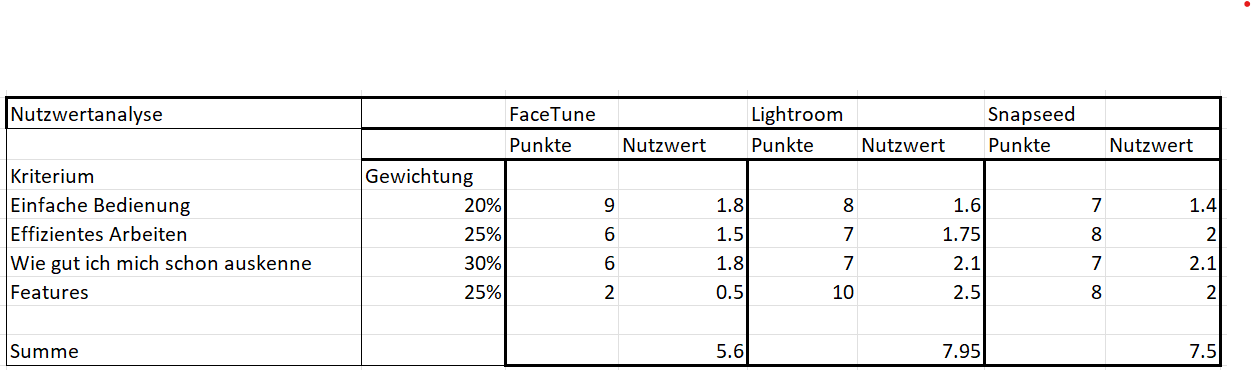 Nutzwertanalyse FaceTune Lightroom Snapseed
Punkte Nutzwert Punkte Nutzwert Punkte Nutzwert
Kriterium Gewichtung
Einfache Bedienung 20% 9 1.8 8 1.6 7 1.4
Effizientes Arbeiten 25% 6 1.5 7 1.75 8 2
Wie gut ich mich schon auskenne 30% 6 1.8 7 2.1 7 2.1
Features 25% 2 0.5 10 2.5 8 2
Summe 5.6 7.95 7.5